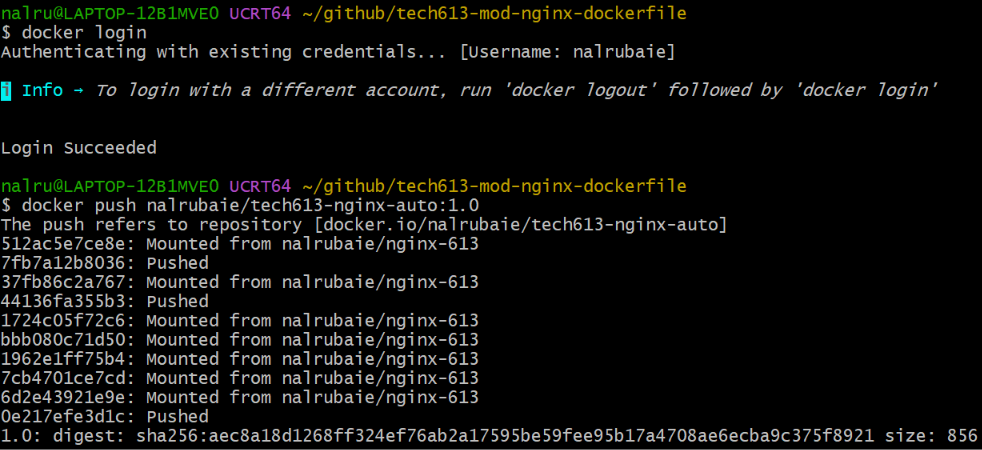 nalru@LAPTOP-12B1MVE0 UCRT64 ~/github/tech613-mod-nginx-dockerfile
$ docker login
Authenticating with existing credentials... [Username: nalrubaie]
i Info → To login with a different account, run 'docker logout' followed by 'docker login'
Login Succeeded
nalru@LAPTOP-12B1MVE0 UCRT64 ~/github/tech613-mod-nginx-dockerfile
$ docker push nalrubaie/tech613-nginx-auto:1.0
The push refers to repository [docker.io/nalrubaie/tech613-nginx-auto]
512ac5e7ce8e: Mounted from nalrubaie/nginx-613
7fb7a12b8036: Pushed
37fb86c2a767: Mounted from nalrubaie/nginx-613
44136fa355b3: Pushed
1724c05f72c6: Mounted from nalrubaie/nginx-613
bbb080c71d50: Mounted from nalrubaie/nginx-613
1962e1ff75b4: Mounted from nalrubaie/nginx-613
7cb4701ce7cd: Mounted from nalrubaie/nginx-613
6d2e43921e9e: Mounted from nalrubaie/nginx-613
0e217efe3d1c: Pushed
1.0: digest: sha256:aec8a18d1268ff324ef76ab2a17595be59fee95b17a4708ae6ecba9c375f8921 size: 856